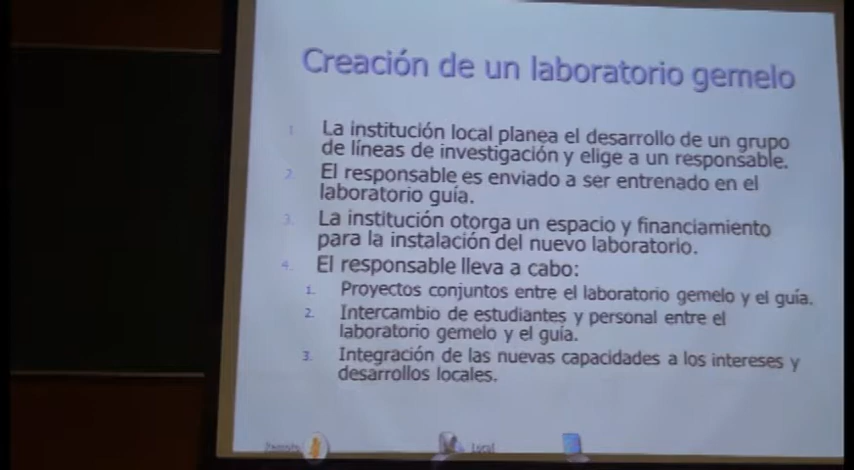 Creación de un laboratorio gemelo
1. La institución local planea el desarrollo de un grupo
de líneas de investigación y elige a un responsable.
2. El responsable es enviado a ser entrenado en el
laboratorio guía.
3. La institución otorga un espacio y financiamiento
para la instalación del nuevo laboratorio.
4. El responsable lleva a cabo:
1. Proyectos conjuntos entre el laboratorio gemelo y el guía.
2. Intercambio de estudiantes y personal entre el
laboratorio gemelo y el guía.
3. Integración de las nuevas capacidades a los intereses y
desarrollos locales.
Local